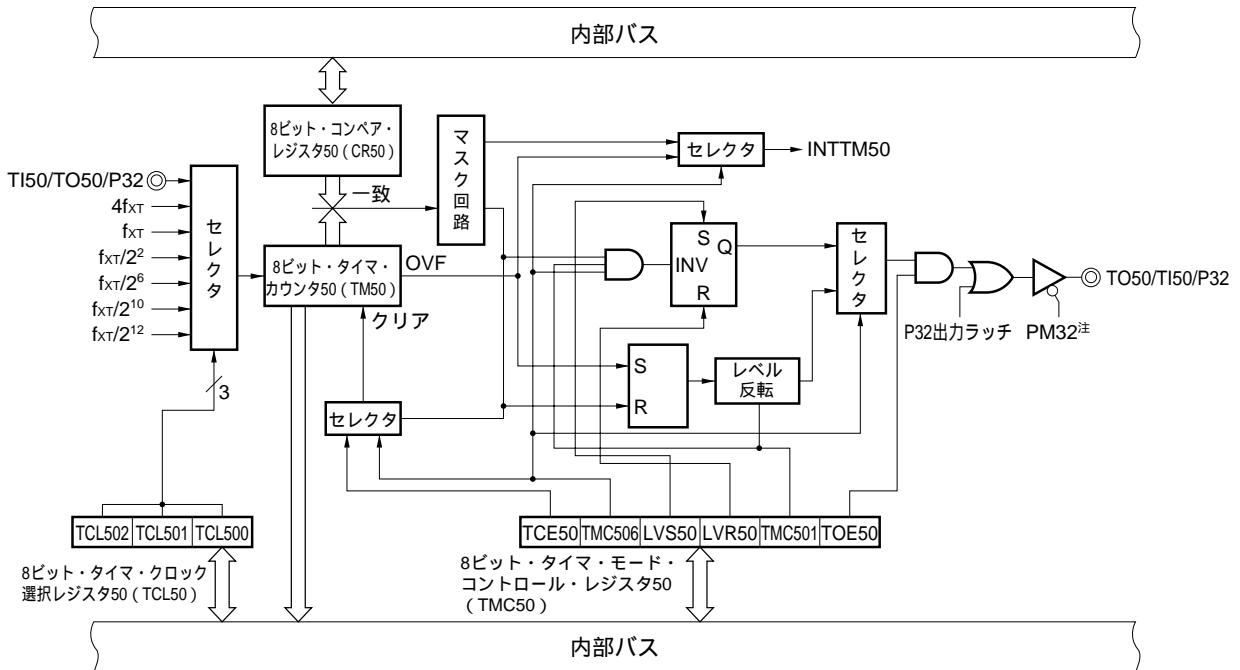 内部バス
8ビット・コンペア・
レジスタ50（CR50）
マスク回路
セレクタ
INTTM50
TI50/TO50/P32
4fXT
fXT
fXT/2²
fXT/2⁶
fXT/2¹⁰
fXT/2¹²
セレクタ
一致
8ビット・タイマ・
カウンタ50（TM50）
OVF
クリア
S
Q
INV
R
セレクタ
TO50/TI50/P32
P32出力ラッチ
PM32注
S
R
レベル
反転
3
セレクタ
TCL502 TCL501 TCL500
TCE50 TMC506 LVS50 LVR50 TMC501 TOE50
8ビット・タイマ・クロック
選択レジスタ50（TCL50）
8ビット・タイマ・モード・
コントロール・レジスタ50
（TMC50）
内部バス